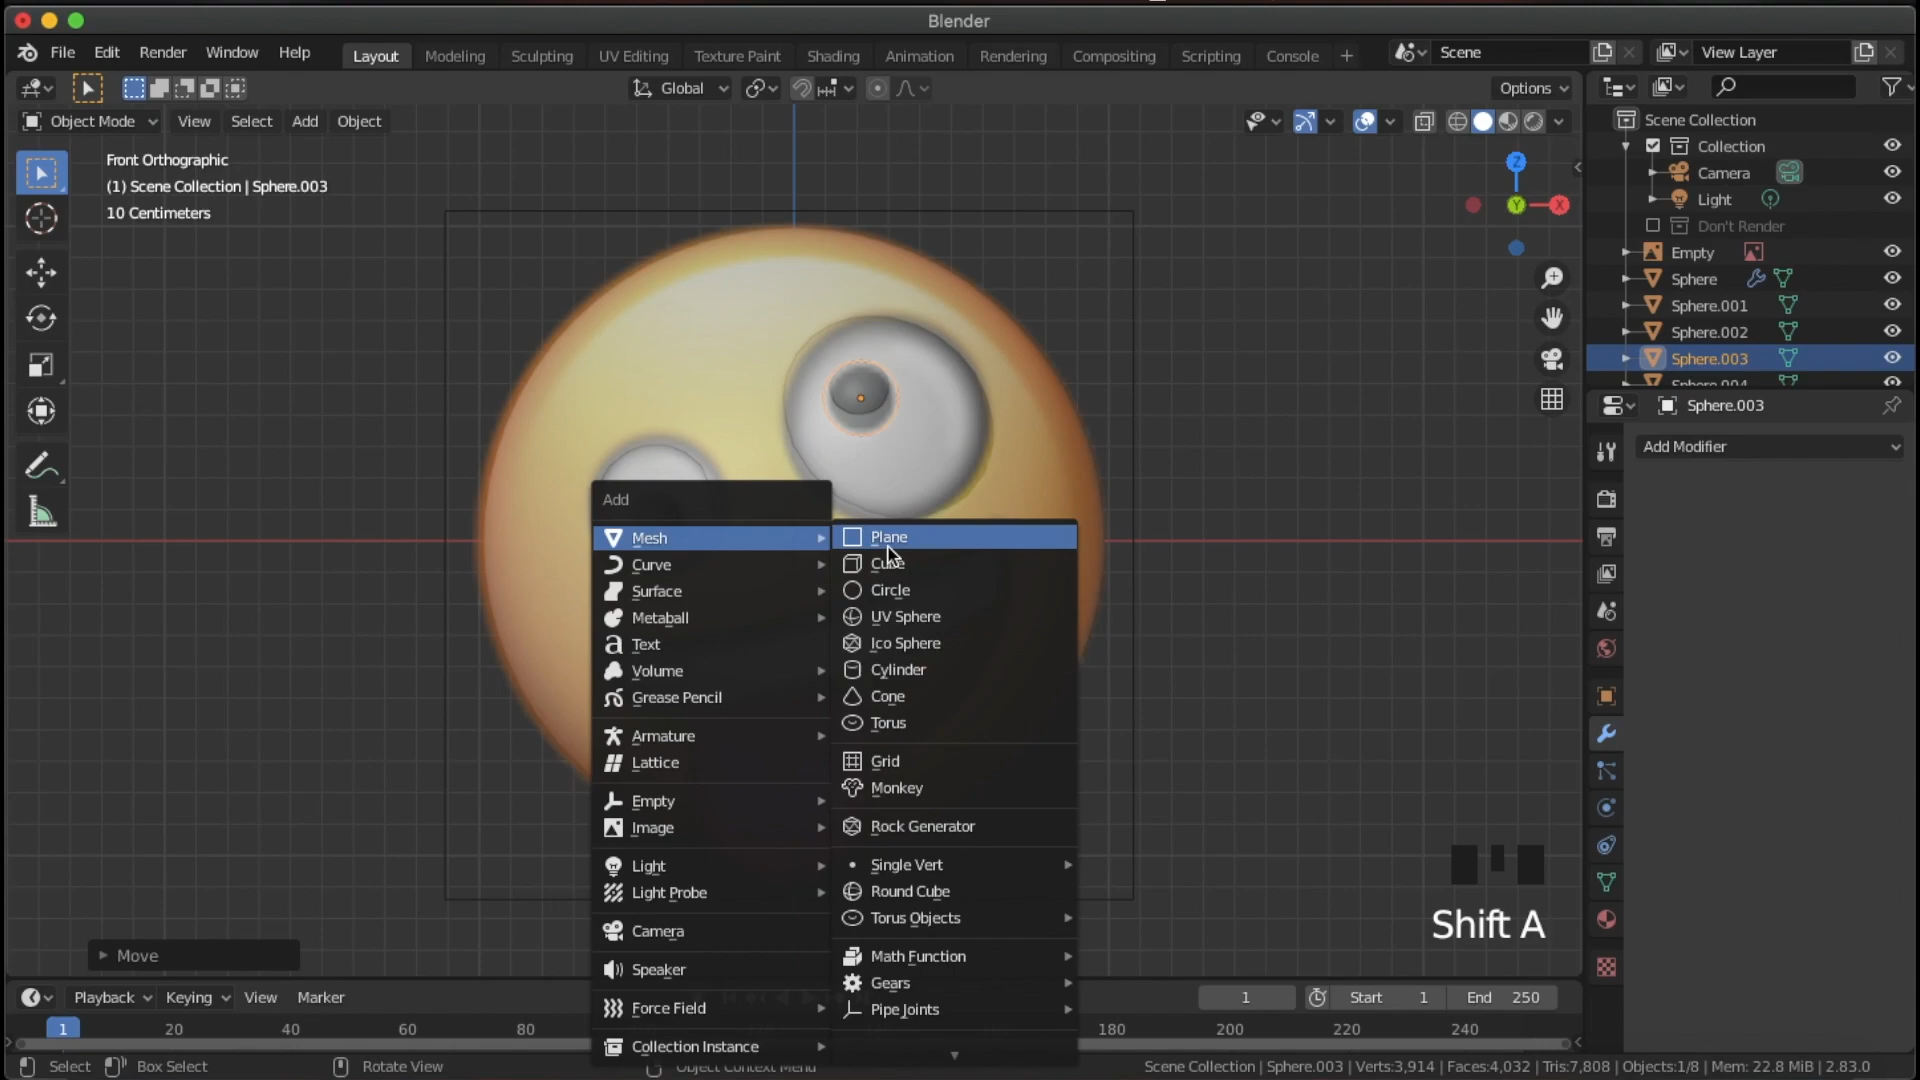 Blender
File Edit Render Window Help Layout Modeling Sculpting UV Editing Texture Paint Shading Animation Rendering Compositing Scripting Console + Scene View Layer
Global Options
Object Mode View Select Add Object
Front Orthographic
(1) Scene Collection | Sphere.003
10 Centimeters
Z
Y X
Scene Collection
Collection
Camera
Light
Don't Render
Empty
Sphere
Sphere.001
Sphere.002
Sphere.003
Sphere.004
Sphere.003
Add Modifier
Add
Mesh
Curve
Surface
Metaball
Text
Volume
Grease Pencil
Armature
Lattice
Empty
Image
Light
Light Probe
Camera
Speaker
Force Field
Collection Instance
Plane
Cube
Circle
UV Sphere
Ico Sphere
Cylinder
Cone
Torus
Grid
Monkey
Rock Generator
Single Vert
Round Cube
Torus Objects
Math Function
Gears
Pipe Joints
Shift A
Move
Playback Keying View Marker 1 Start 1 End 250
1 20 40 60 80 180 200 220 240
Select Box Select Rotate View Object Context Menu Scene Collection | Sphere.003 | Verts:3,914 | Faces:4,032 | Tris:7,808 | Objects:1/8 | Mem: 22.8 MiB | 2.83.0